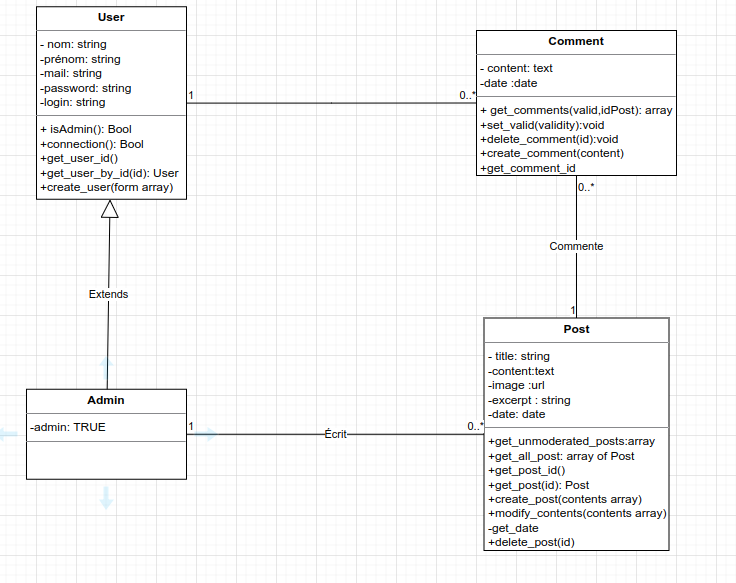 User
- nom: string
-prénom: string
-mail: string
-password: string
-login: string
+ isAdmin(): Bool
+connection(): Bool
+get_user_id()
+get_user_by_id(id): User
+create_user(form array)
1
0..*
Comment
- content: text
-date :date
+ get_comments(valid,idPost): array
+set_valid(validity):void
+delete_comment(id):void
+create_comment(content)
+get_comment_id
0..*
Commente
1
Extends
Admin
-admin: TRUE
1
Écrit
0..*
Post
- title: string
-content:text
-image :url
-excerpt : string
-date: date
+get_unmoderated_posts:array
+get_all_post: array of Post
+get_post_id()
+get_post(id): Post
+create_post(contents array)
+modify_contents(contents array)
-get_date
+delete_post(id)